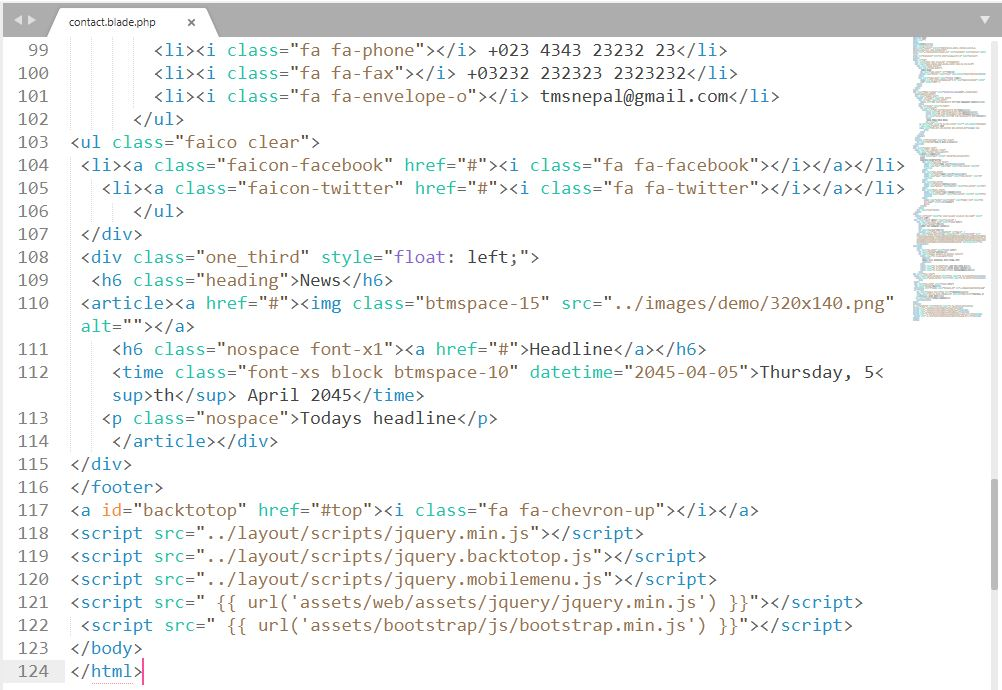 contact.blade.php ×
99 <li><i class="fa fa-phone"></i> +023 4343 23232 23</li>
100 <li><i class="fa fa-fax"></i> +03232 232323 2323232</li>
101 <li><i class="fa fa-envelope-o"></i> tmsnepal@gmail.com</li>
102 </ul>
103 <ul class="faico clear">
104 <li><a class="faicon-facebook" href="#"><i class="fa fa-facebook"></i></a></li>
105 <li><a class="faicon-twitter" href="#"><i class="fa fa-twitter"></i></a></li>
106 </ul>
107 </div>
108 <div class="one_third" style="float: left;">
109 <h6 class="heading">News</h6>
110 <article><a href="#"><img class="btmspace-15" src="../images/demo/320x140.png"
alt=""></a>
111 <h6 class="nospace font-x1"><a href="#">Headline</a></h6>
112 <time class="font-xs block btmspace-10" datetime="2045-04-05">Thursday, 5<
sup>th</sup> April 2045</time>
113 <p class="nospace">Todays headline</p>
114 </article></div>
115 </div>
116 </footer>
117 <a id="backtotop" href="#top"><i class="fa fa-chevron-up"></i></a>
118 <script src="../layout/scripts/jquery.min.js"></script>
119 <script src="../layout/scripts/jquery.backtotop.js"></script>
120 <script src="../layout/scripts/jquery.mobilemenu.js"></script>
121 <script src=" {{ url('assets/web/assets/jquery/jquery.min.js') }}"></script>
122 <script src=" {{ url('assets/bootstrap/js/bootstrap.min.js') }}"></script>
123 </body>
124 </html>